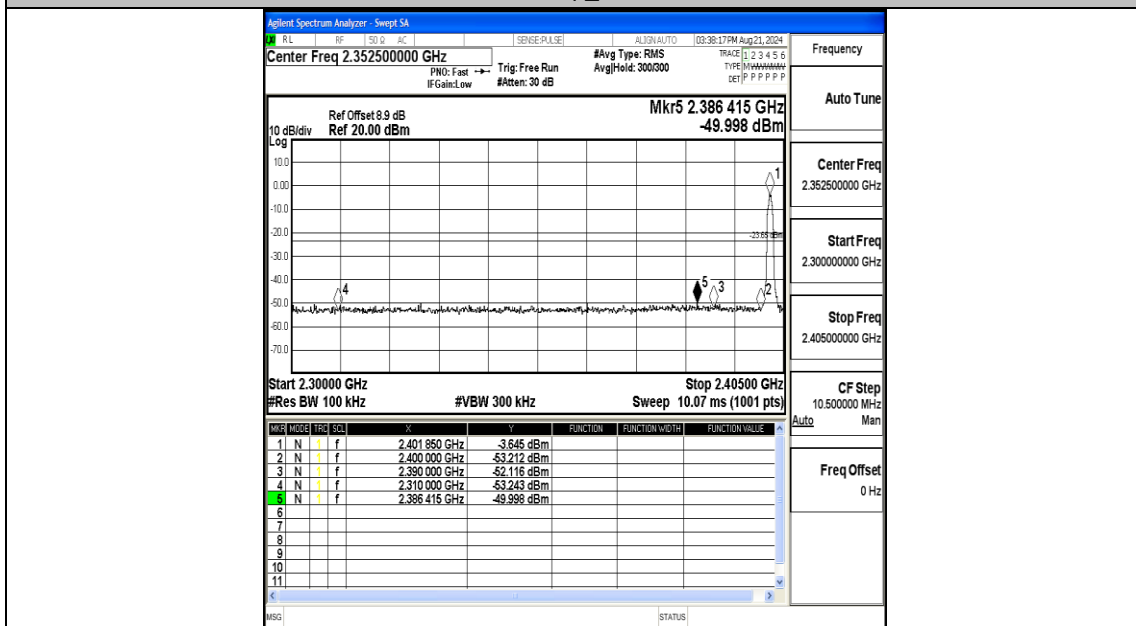 Agilent Spectrum Analyzer - Swept SA
RL RF 50 Ω AC SENSE:PULSE ALIGN AUTO 03:38:17 PM Aug 21, 2024
Center Freq 2.352500000 GHz
PNO: Fast
IFGain:Low
Trig: Free Run
#Atten: 30 dB
#Avg Type: RMS
Avg|Hold: 300/300
TRACE 1 2 3 4 5 6
TYPE M
DET P P P P P P
Mkr5 2.386 415 GHz
-49.998 dBm
Ref Offset 8.9 dB
10 dB/div Ref 20.00 dBm
Log
10.0
0.00
-10.0
-20.0
-30.0
-40.0
-50.0
-60.0
-70.0
1
-23.65 dBm
4
5
3
2
Start 2.30000 GHz Stop 2.40500 GHz
#Res BW 100 kHz #VBW 300 kHz Sweep 10.07 ms (1001 pts)
MKR MODE TRC SCL X Y FUNCTION FUNCTION WIDTH FUNCTION VALUE
1 N 1 f 2.401 850 GHz -3.645 dBm
2 N 1 f 2.400 000 GHz -53.212 dBm
3 N 1 f 2.390 000 GHz -52.116 dBm
4 N 1 f 2.310 000 GHz -53.243 dBm
5 N 1 f 2.386 415 GHz -49.998 dBm
6
7
8
9
10
11
MSG STATUS
Frequency
Auto Tune
Center Freq
2.352500000 GHz
Start Freq
2.300000000 GHz
Stop Freq
2.405000000 GHz
CF Step
10.500000 MHz
Auto Man
Freq Offset
0 Hz